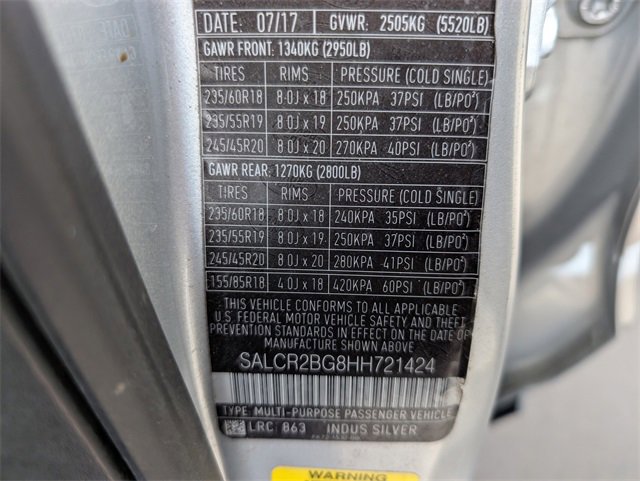 DATE: 07/17 GVWR: 2505KG (5520LB)
GAWR FRONT: 1340KG (2950LB)
TIRES RIMS PRESSURE (COLD SINGLE)
235/60R18 8.0J x 18 250KPA 37PSI (LB/PO²)
235/55R19 8.0J x 19 250KPA 37PSI (LB/PO²)
245/45R20 8.0J x 20 270KPA 40PSI (LB/PO²)
GAWR REAR: 1270KG (2800LB)
TIRES RIMS PRESSURE (COLD SINGLE)
235/60R18 8.0J x 18 240KPA 35PSI (LB/PO²)
235/55R19 8.0J x 19 250KPA 37PSI (LB/PO²)
245/45R20 8.0J x 20 280KPA 41PSI (LB/PO²)
155/85R18 4.0J x 18 420KPA 60PSI (LB/PO²)
THIS VEHICLE CONFORMS TO ALL APPLICABLE
U.S FEDERAL MOTOR VEHICLE SAFETY AND THEFT
PREVENTION STANDARDS IN EFFECT ON THE DATE OF
MANUFACTURE SHOWN ABOVE
SALCR2BG8HH721424
TYPE: MULTI-PURPOSE PASSENGER VEHICLE
LRC: 863 INDUS SILVER
WARNING